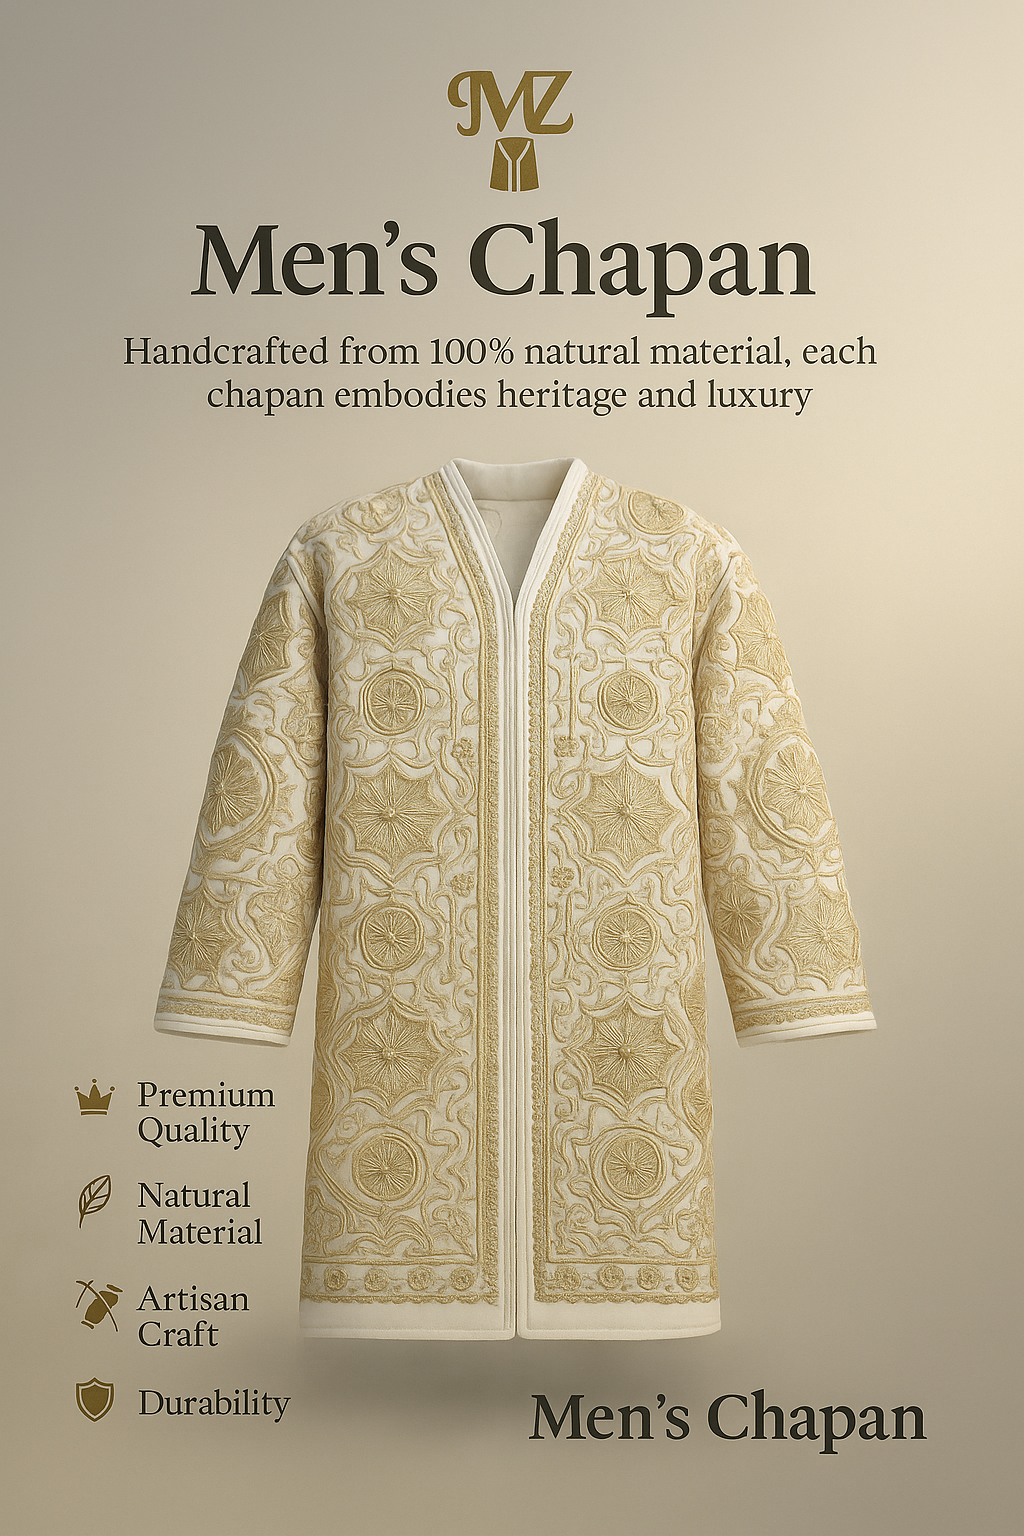 MZ
Men's Chapan
Handcrafted from 100% natural material, each
chapan embodies heritage and luxury
Premium
Quality
Natural
Material
Artisan
Craft
Durability
Men's Chapan